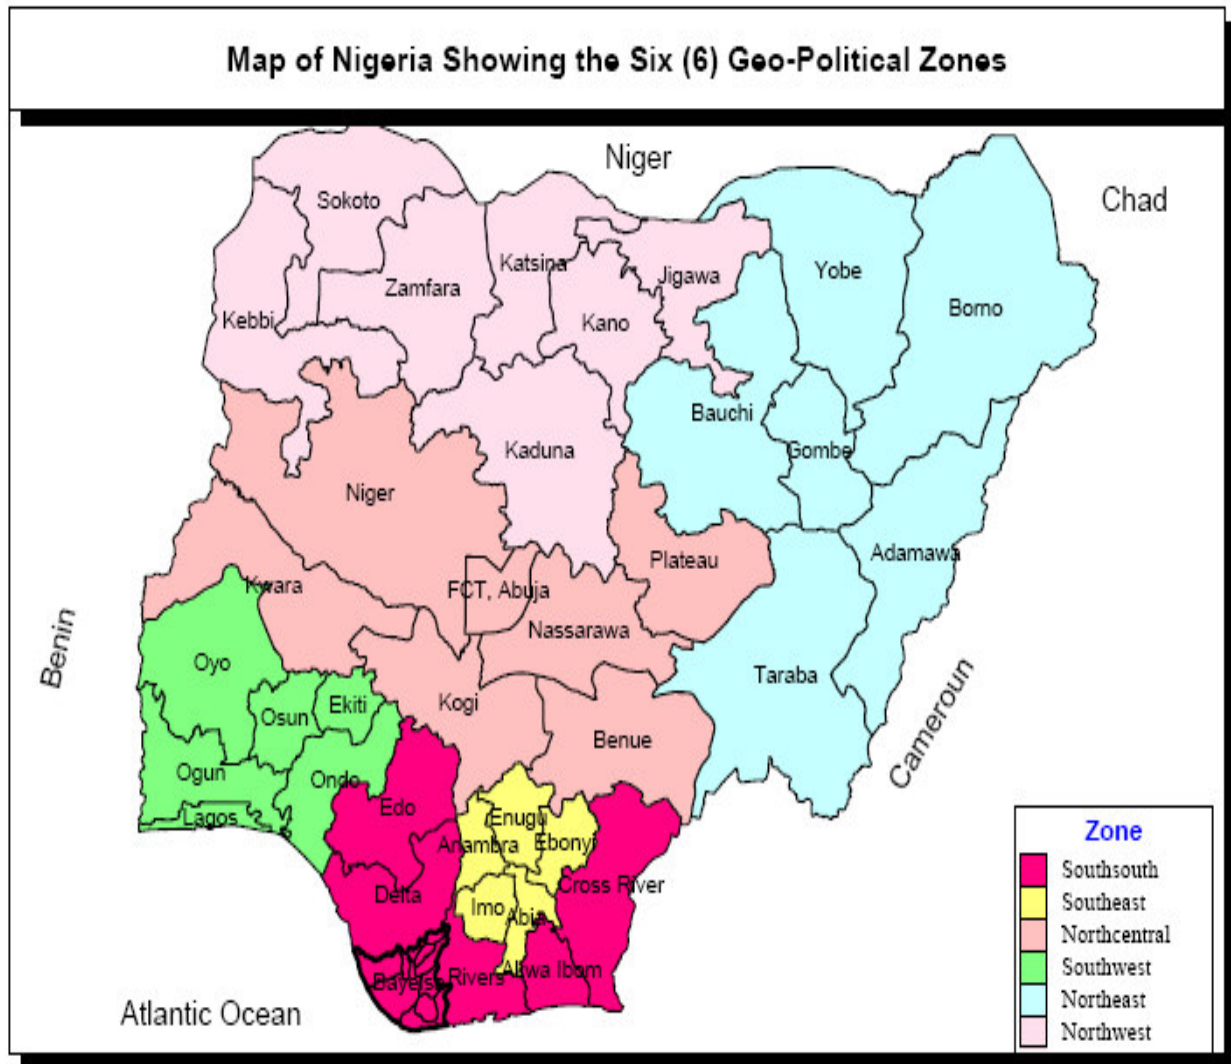 Map of Nigeria Showing the Six (6) Geo-Political Zones
Niger
Chad
Sokoto
Katsina
Zamfara
Jigawa
Yobe
Borno
Kebbi
Kano
Bauchi
Kaduna
Gombe
Niger
Adamawa
Plateau
Kwara
FCT, Abuja
Nassarawa
Benin
Oyo
Taraba
Cameroun
Kogi
Ekiti
Osun
Benue
Ogun
Ondo
Edo
Lagos
Enugu
Anambra
Ebonyi
Cross River
Delta
Imo
Abia
Akwa Ibom
Rivers
Bayelsa
Atlantic Ocean
Zone
Southsouth
Southeast
Northcentral
Southwest
Northeast
Northwest